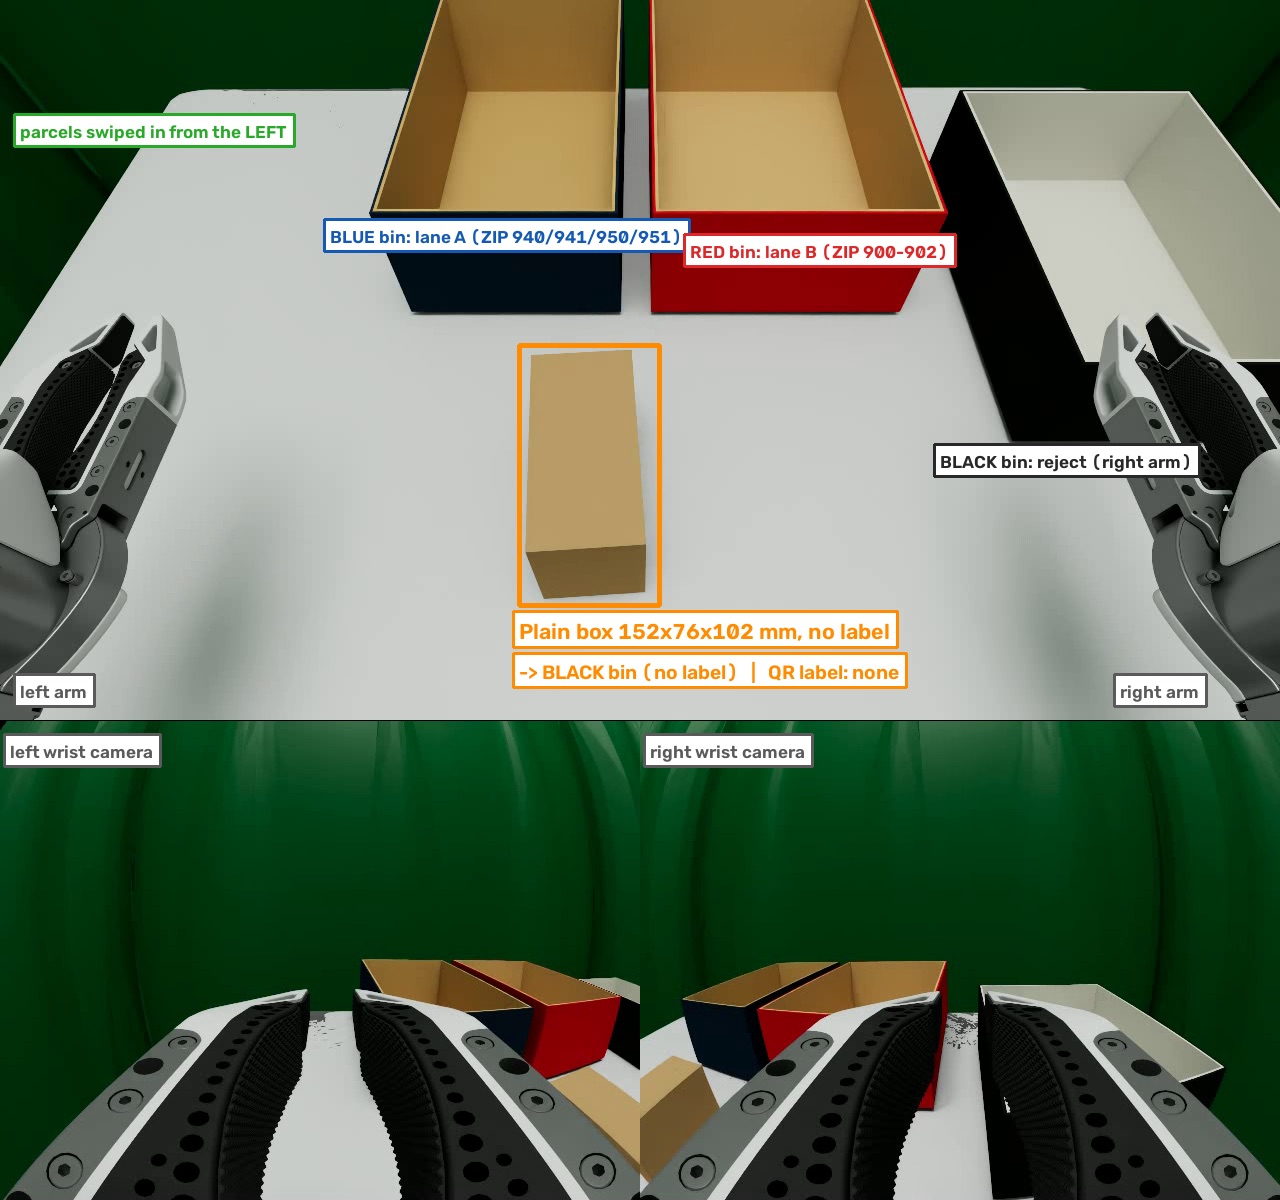 parcels swiped in from the LEFT
BLUE bin: lane A (ZIP 940/941/950/951)
RED bin: lane B (ZIP 900-902)
BLACK bin: reject (right arm)
Plain box 152x76x102 mm, no label
-> BLACK bin (no label) | QR label: none
left arm
right arm
left wrist camera
right wrist camera